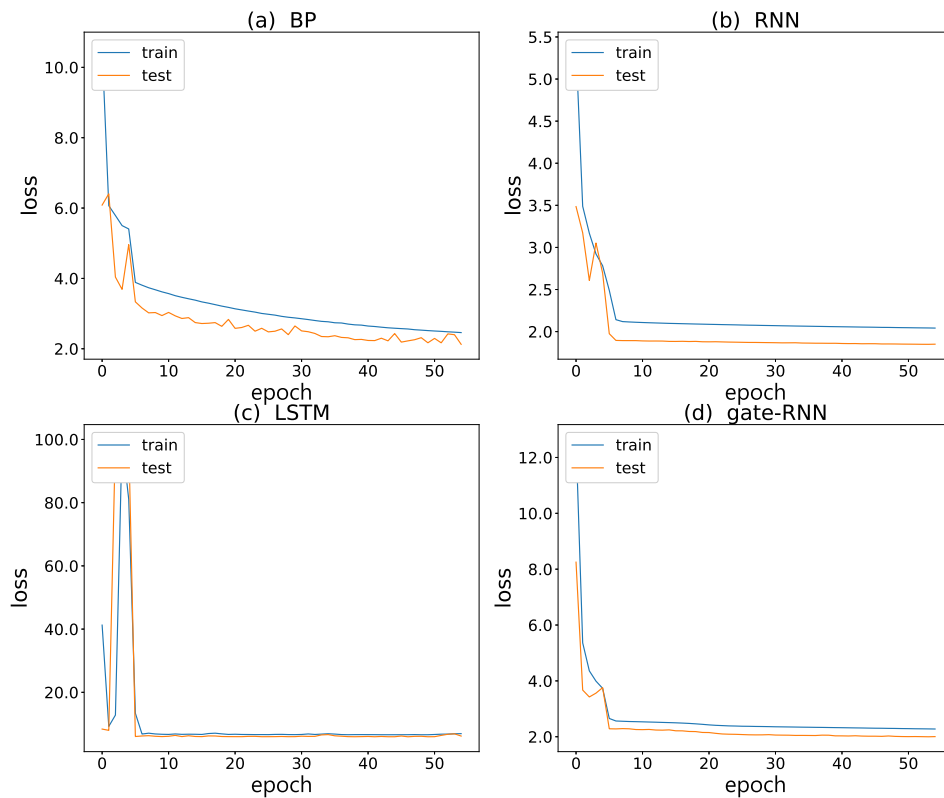 (a) BP
10.0
8.0
6.0
4.0
2.0
loss
train
test
0 10 20 30 40 50
epoch
(b) RNN
5.5
5.0
4.5
4.0
3.5
3.0
2.5
2.0
loss
train
test
0 10 20 30 40 50
epoch
(c) LSTM
100.0
80.0
60.0
40.0
20.0
loss
train
test
0 10 20 30 40 50
epoch
(d) gate-RNN
12.0
10.0
8.0
6.0
4.0
2.0
loss
train
test
0 10 20 30 40 50
epoch